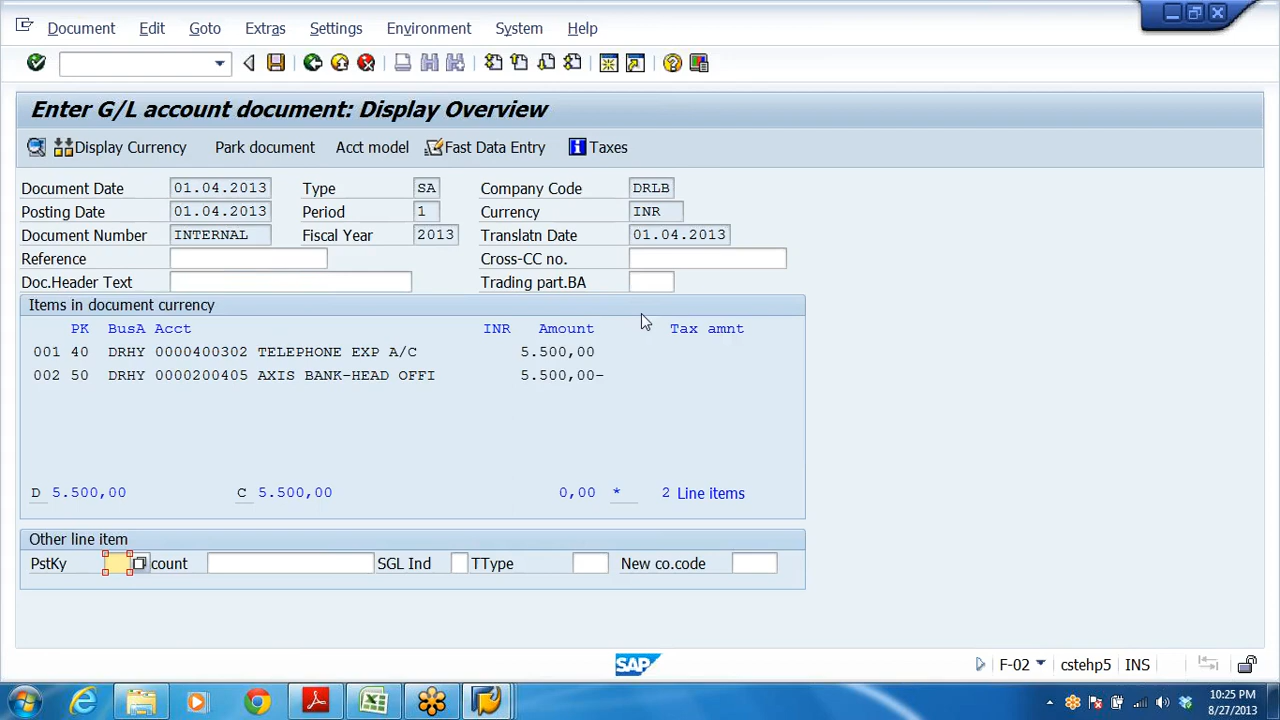 Document Edit Goto Extras Settings Environment System Help
Enter G/L account document: Display Overview
Display Currency Park document Acct model Fast Data Entry Taxes
Document Date 01.04.2013 Type SA Company Code DRLB
Posting Date 01.04.2013 Period 1 Currency INR
Document Number INTERNAL Fiscal Year 2013 Translatn Date 01.04.2013
Reference Cross-CC no.
Doc.Header Text Trading part.BA
Items in document currency
PK BusA Acct INR Amount Tax amnt
001 40 DRHY 0000400302 TELEPHONE EXP A/C 5.500,00
002 50 DRHY 0000200405 AXIS BANK-HEAD OFFI 5.500,00-
D 5.500,00 C 5.500,00 0,00 * 2 Line items
Other line item
PstKy count SGL Ind TType New co.code
SAP F-02 cstehp5 INS
10:25 PM
8/27/2013